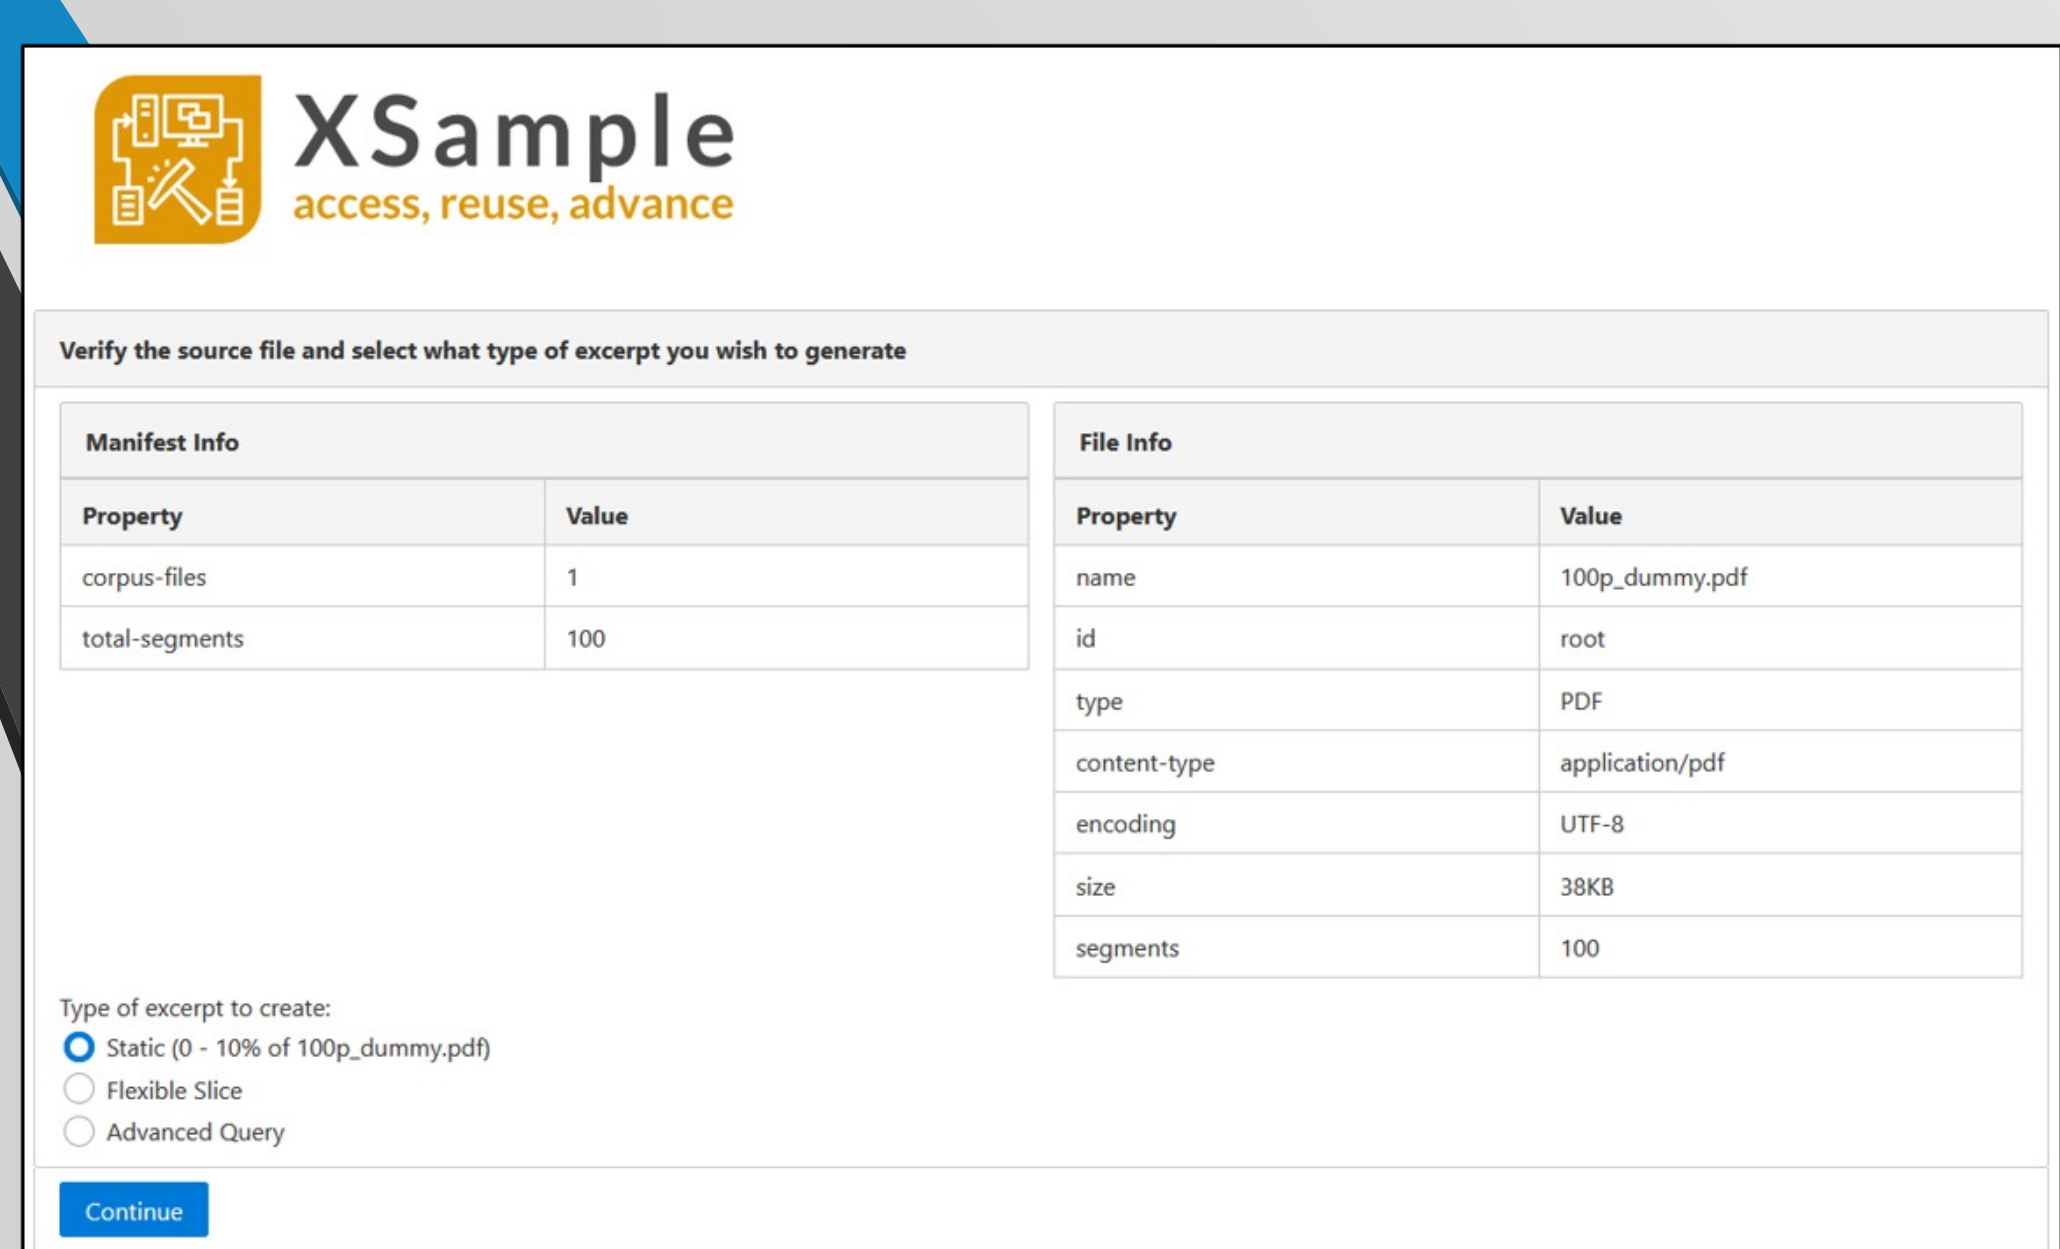 XSample
access, reuse, advance
Verify the source file and select what type of excerpt you wish to generate
Manifest Info
Property Value
corpus-files 1
total-segments 100
File Info
Property Value
name 100p_dummy.pdf
id root
type PDF
content-type application/pdf
encoding UTF-8
size 38KB
segments 100
Type of excerpt to create:
Static (0 - 10% of 100p_dummy.pdf)
Flexible Slice
Advanced Query
Continue